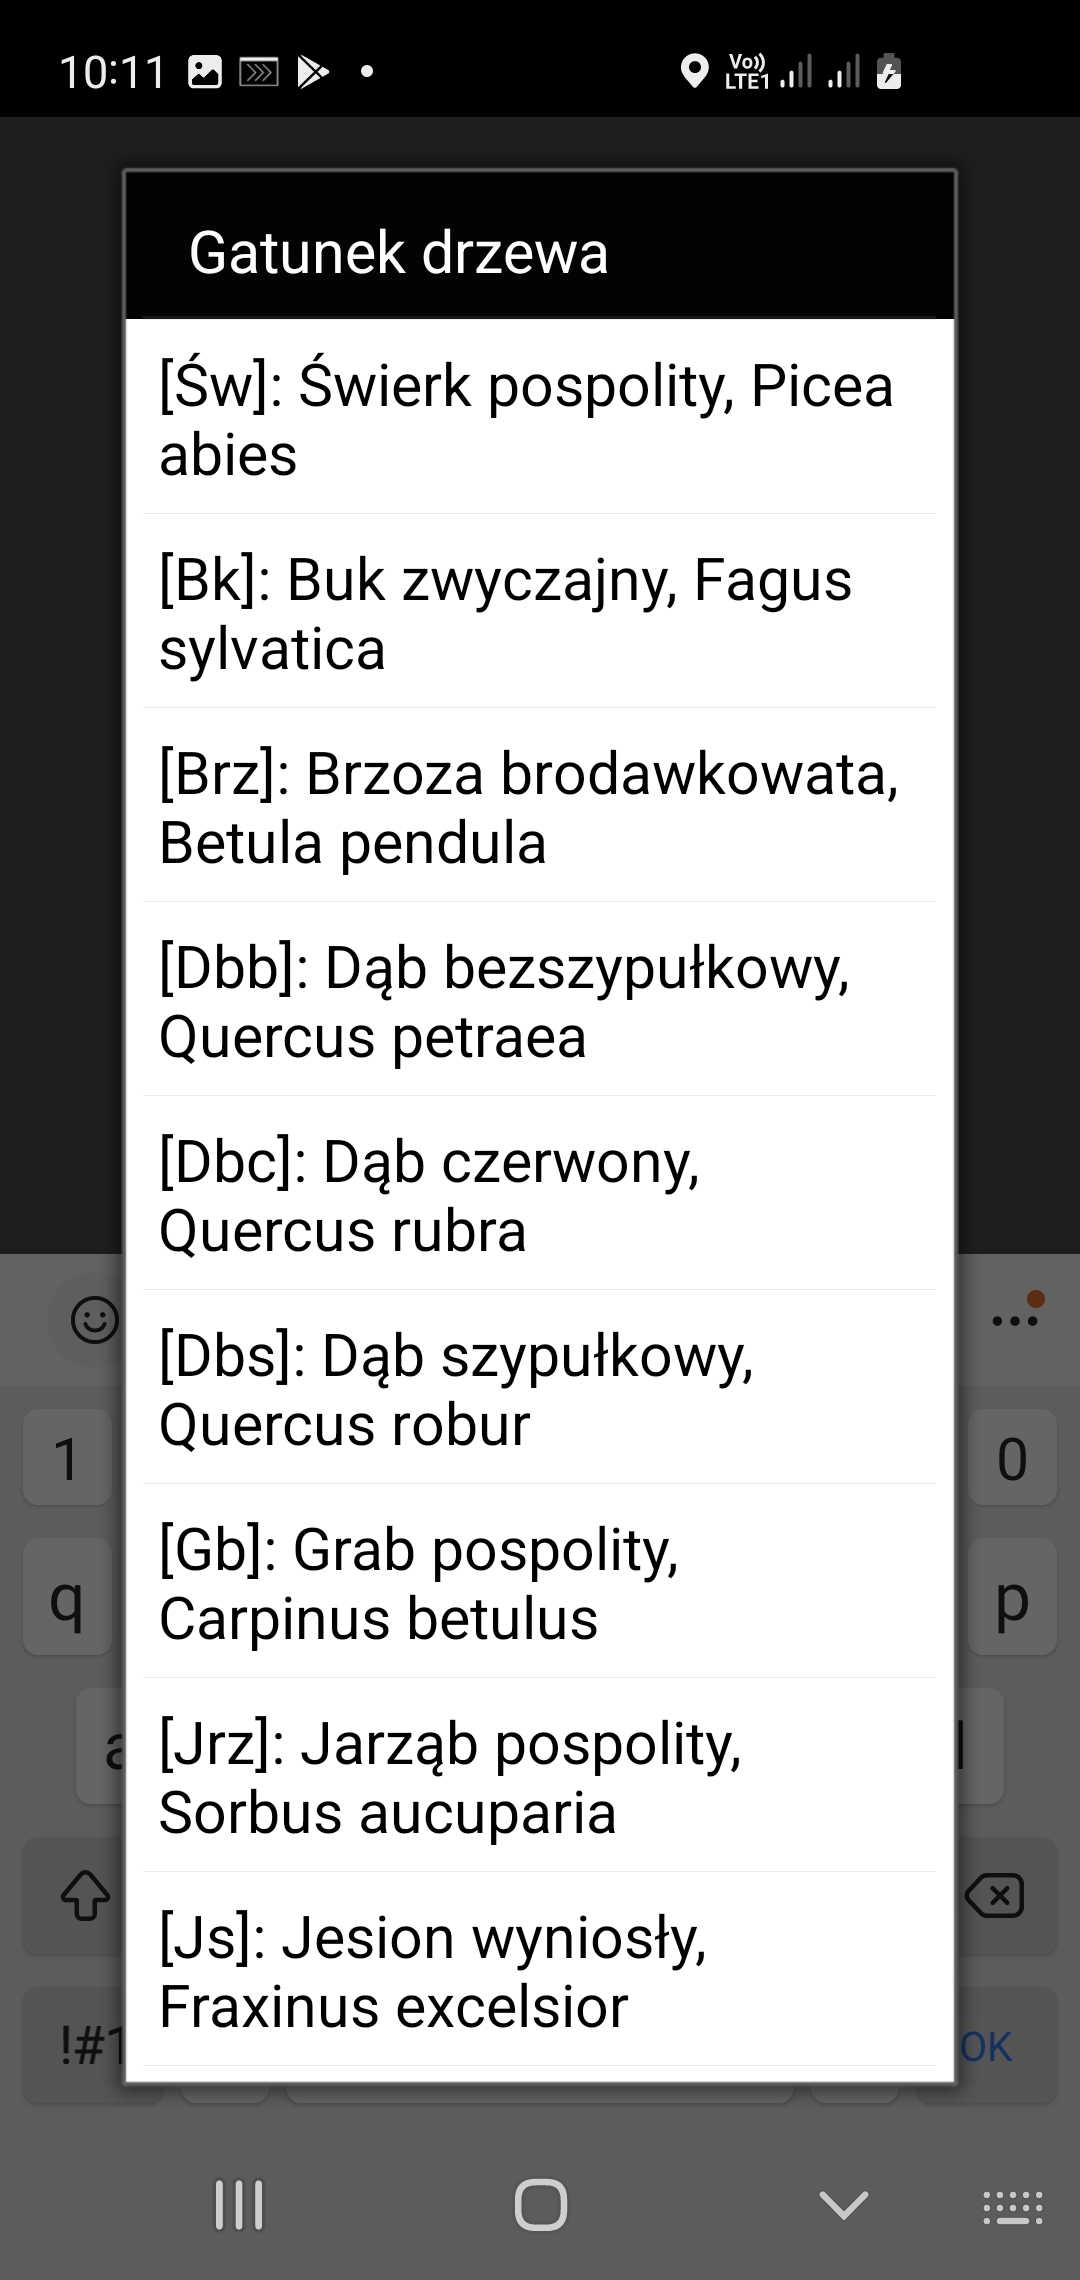 10:11
Vo)) LTE1
Gatunek drzewa
[Św]: Świerk pospolity, Picea
abies
[Bk]: Buk zwyczajny, Fagus
sylvatica
[Brz]: Brzoza brodawkowata,
Betula pendula
[Dbb]: Dąb bezszypułkowy,
Quercus petraea
[Dbc]: Dąb czerwony,
Quercus rubra
[Dbs]: Dąb szypułkowy,
Quercus robur
[Gb]: Grab pospolity,
Carpinus betulus
[Jrz]: Jarząb pospolity,
Sorbus aucuparia
[Js]: Jesion wyniosły,
Fraxinus excelsior
1 0
q p
a l
!#1 OK